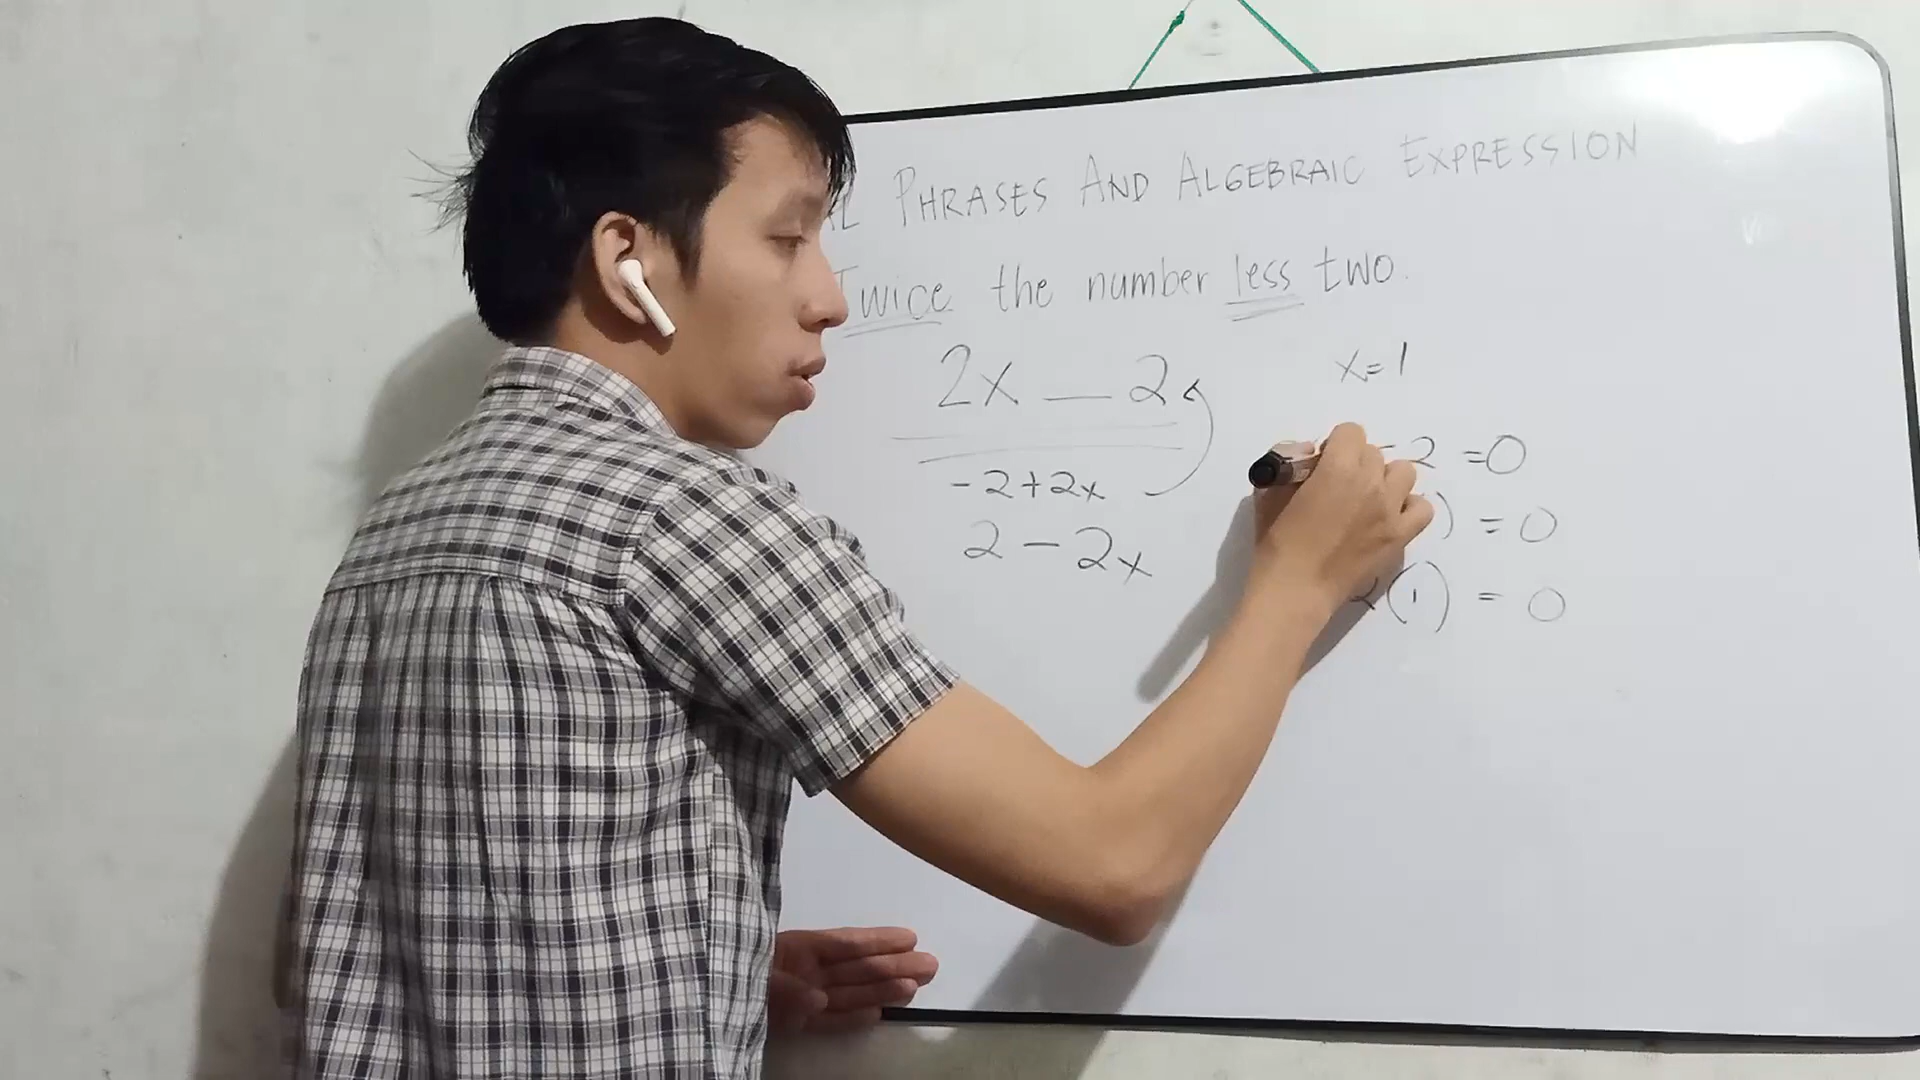 PHRASES AND ALGEBRAIC EXPRESSION
Twice the number less two.
2x - 2
-2+2x
2 - 2x
x=1
-2 =0
) = 0
(1) = 0